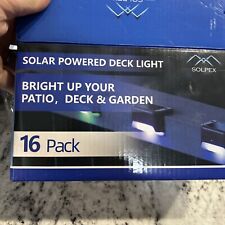 SOLAR POWERED DECK LIGHT
SOLPEX
BRIGHT UP YOUR
PATIO, DECK & GARDEN
16 Pack